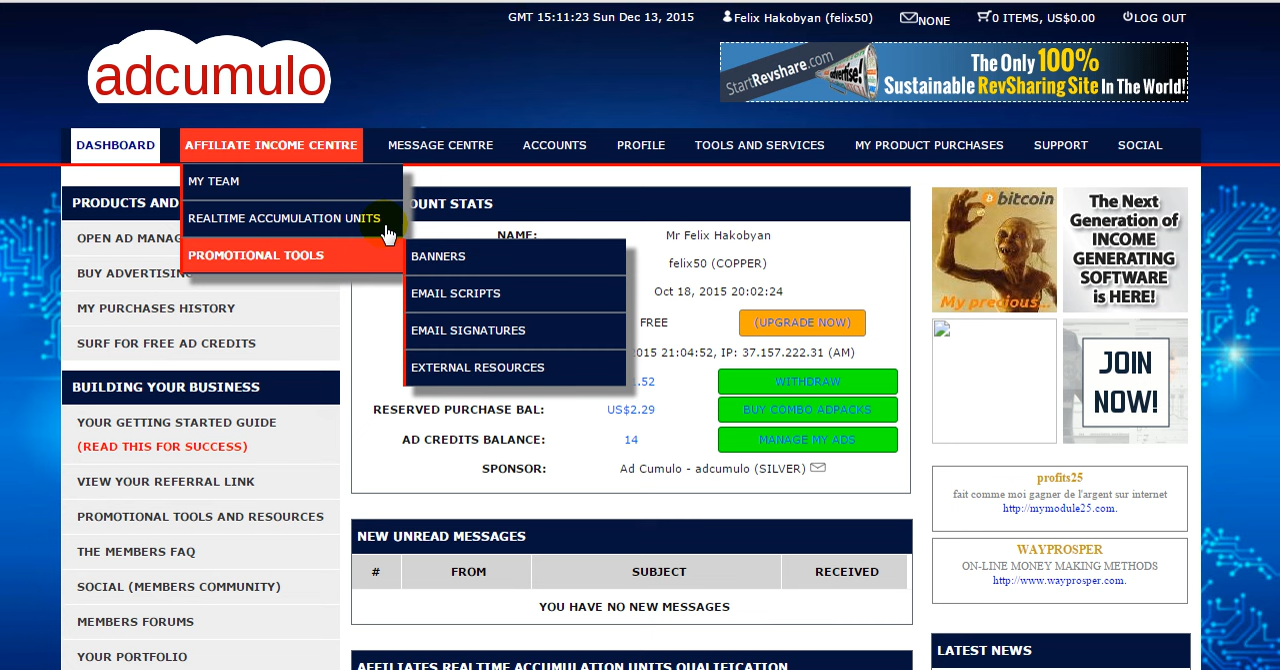 GMT 15:11:23 Sun Dec 13, 2015
Felix Hakobyan (felix50)
NONE
0 ITEMS, US$0.00
LOG OUT
adcumulo
StartRevshare.com
advertise!
The Only 100%
Sustainable RevSharing Site In The World!
DASHBOARD
AFFILIATE INCOME CENTRE
MESSAGE CENTRE
ACCOUNTS
PROFILE
TOOLS AND SERVICES
MY PRODUCT PURCHASES
SUPPORT
SOCIAL
MY TEAM
REALTIME ACCUMULATION UNITS
PROMOTIONAL TOOLS
BANNERS
EMAIL SCRIPTS
EMAIL SIGNATURES
EXTERNAL RESOURCES
PRODUCTS AND
OPEN AD MANAG
BUY ADVERTISING
MY PURCHASES HISTORY
SURF FOR FREE AD CREDITS
BUILDING YOUR BUSINESS
YOUR GETTING STARTED GUIDE
(READ THIS FOR SUCCESS)
VIEW YOUR REFERRAL LINK
PROMOTIONAL TOOLS AND RESOURCES
THE MEMBERS FAQ
SOCIAL (MEMBERS COMMUNITY)
MEMBERS FORUMS
YOUR PORTFOLIO
OUNT STATS
NAME: Mr Felix Hakobyan
felix50 (COPPER)
Oct 18, 2015 20:02:24
FREE (UPGRADE NOW)
2015 21:04:52, IP: 37.157.222.31 (AM)
.52 WITHDRAW
RESERVED PURCHASE BAL: US$2.29 BUY COMBO ADPACKS
AD CREDITS BALANCE: 14 MANAGE MY ADS
SPONSOR: Ad Cumulo - adcumulo (SILVER)
NEW UNREAD MESSAGES
# FROM SUBJECT RECEIVED
YOU HAVE NO NEW MESSAGES
AFFILIATES REALTIME ACCUMULATION UNITS QUALIFICATION
bitcoin
My precious...
The Next
Generation of
INCOME
GENERATING
SOFTWARE
is HERE!
JOIN
NOW!
profits25
fait comme moi gagner de l'argent sur internet
http://mymodule25.com.
WAYPROSPER
ON-LINE MONEY MAKING METHODS
http://www.wayprosper.com.
LATEST NEWS